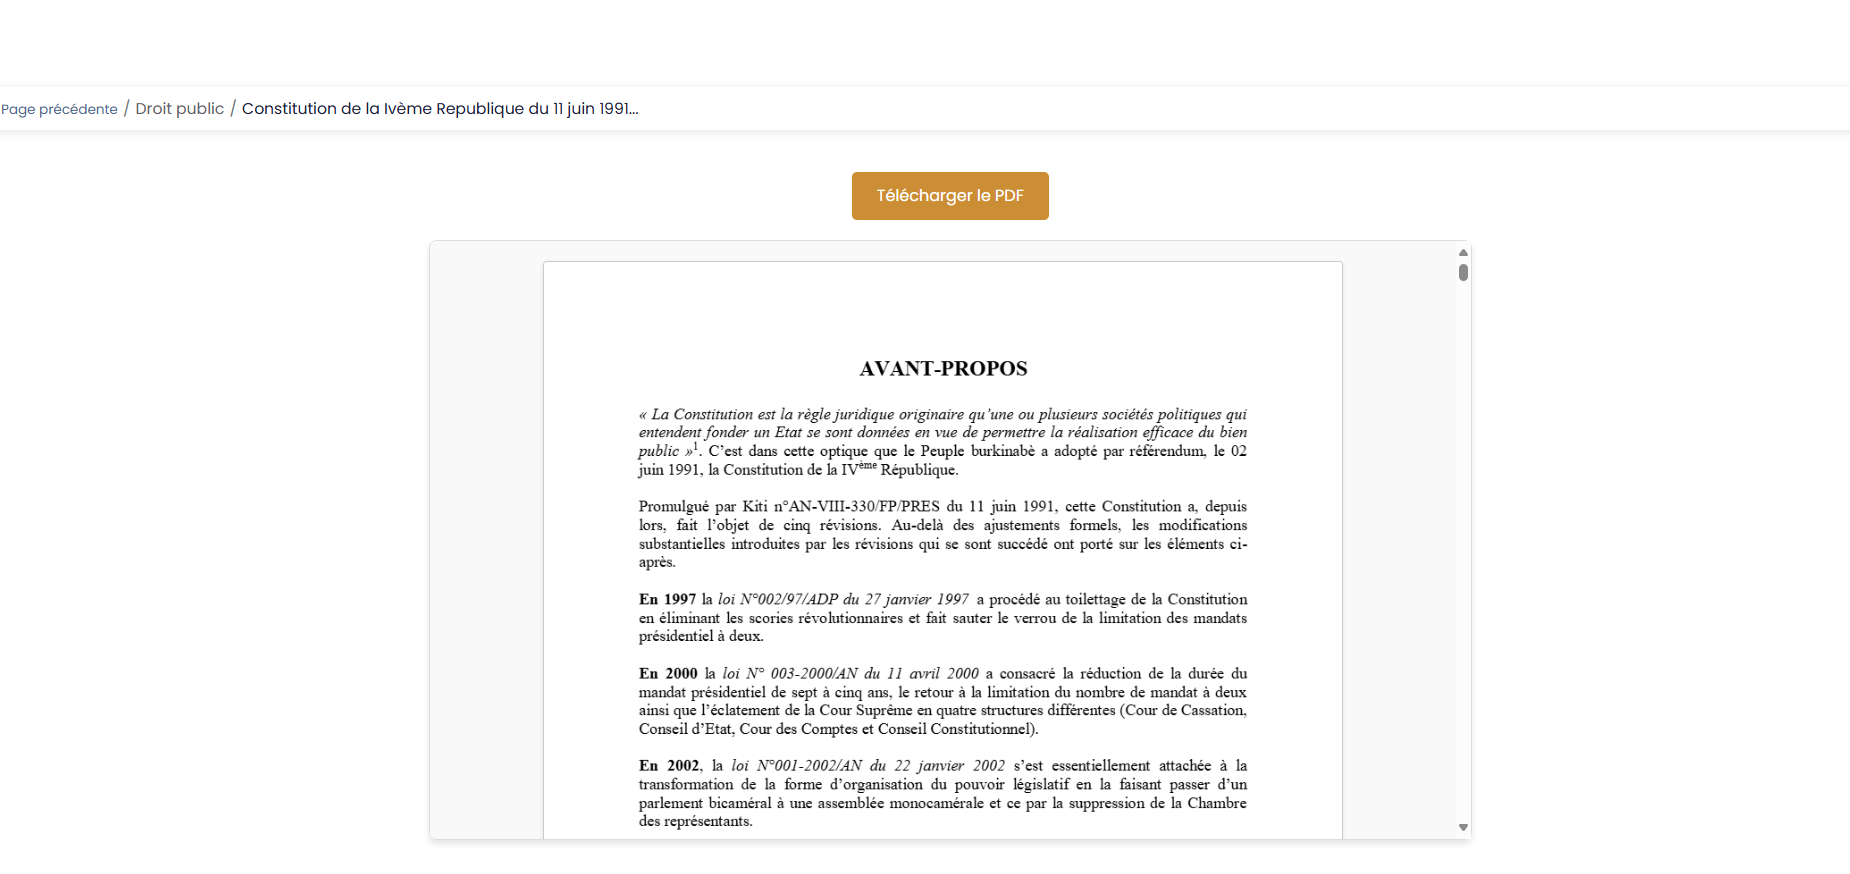 Page précédente / Droit public / Constitution de la Ivème Republique du 11 juin 1991...
Télécharger le PDF
AVANT-PROPOS
« La Constitution est la règle juridique originaire qu'une ou plusieurs sociétés politiques qui
entendent fonder un Etat se sont données en vue de permettre la réalisation efficace du bien
public »1. C'est dans cette optique que le Peuple burkinabè a adopté par référendum, le 02
juin 1991, la Constitution de la IVème République.
Promulgué par Kiti n°AN-VIII-330/FP/PRES du 11 juin 1991, cette Constitution a, depuis
lors, fait l'objet de cinq révisions. Au-delà des ajustements formels, les modifications
substantielles introduites par les révisions qui se sont succédé ont porté sur les éléments ci-
après.
En 1997 la loi N°002/97/ADP du 27 janvier 1997 a procédé au toilettage de la Constitution
en éliminant les scories révolutionnaires et fait sauter le verrou de la limitation des mandats
présidentiel à deux.
En 2000 la loi N° 003-2000/AN du 11 avril 2000 a consacré la réduction de la durée du
mandat présidentiel de sept à cinq ans, le retour à la limitation du nombre de mandat à deux
ainsi que l'éclatement de la Cour Suprême en quatre structures différentes (Cour de Cassation,
Conseil d'Etat, Cour des Comptes et Conseil Constitutionnel).
En 2002, la loi N°001-2002/AN du 22 janvier 2002 s'est essentiellement attachée à la
transformation de la forme d'organisation du pouvoir législatif en la faisant passer d'un
parlement bicaméral à une assemblée monocamérale et ce par la suppression de la Chambre
des représentants.